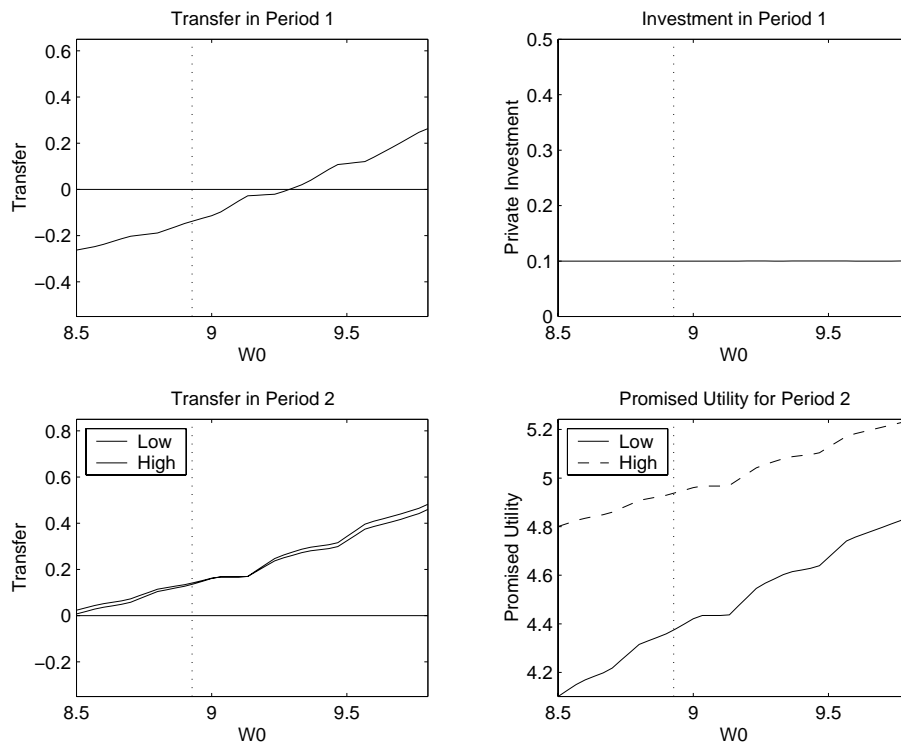 Transfer in Period 1
Transfer
0.6
0.4
0.2
0
−0.2
−0.4
8.5
9
9.5
W0
Investment in Period 1
Private Investment
0.5
0.4
0.3
0.2
0.1
0
8.5
9
9.5
W0
Transfer in Period 2
Transfer
0.8
0.6
0.4
0.2
0
−0.2
Low
High
8.5
9
9.5
W0
Promised Utility for Period 2
Promised Utility
5.2
5
4.8
4.6
4.4
4.2
Low
High
8.5
9
9.5
W0